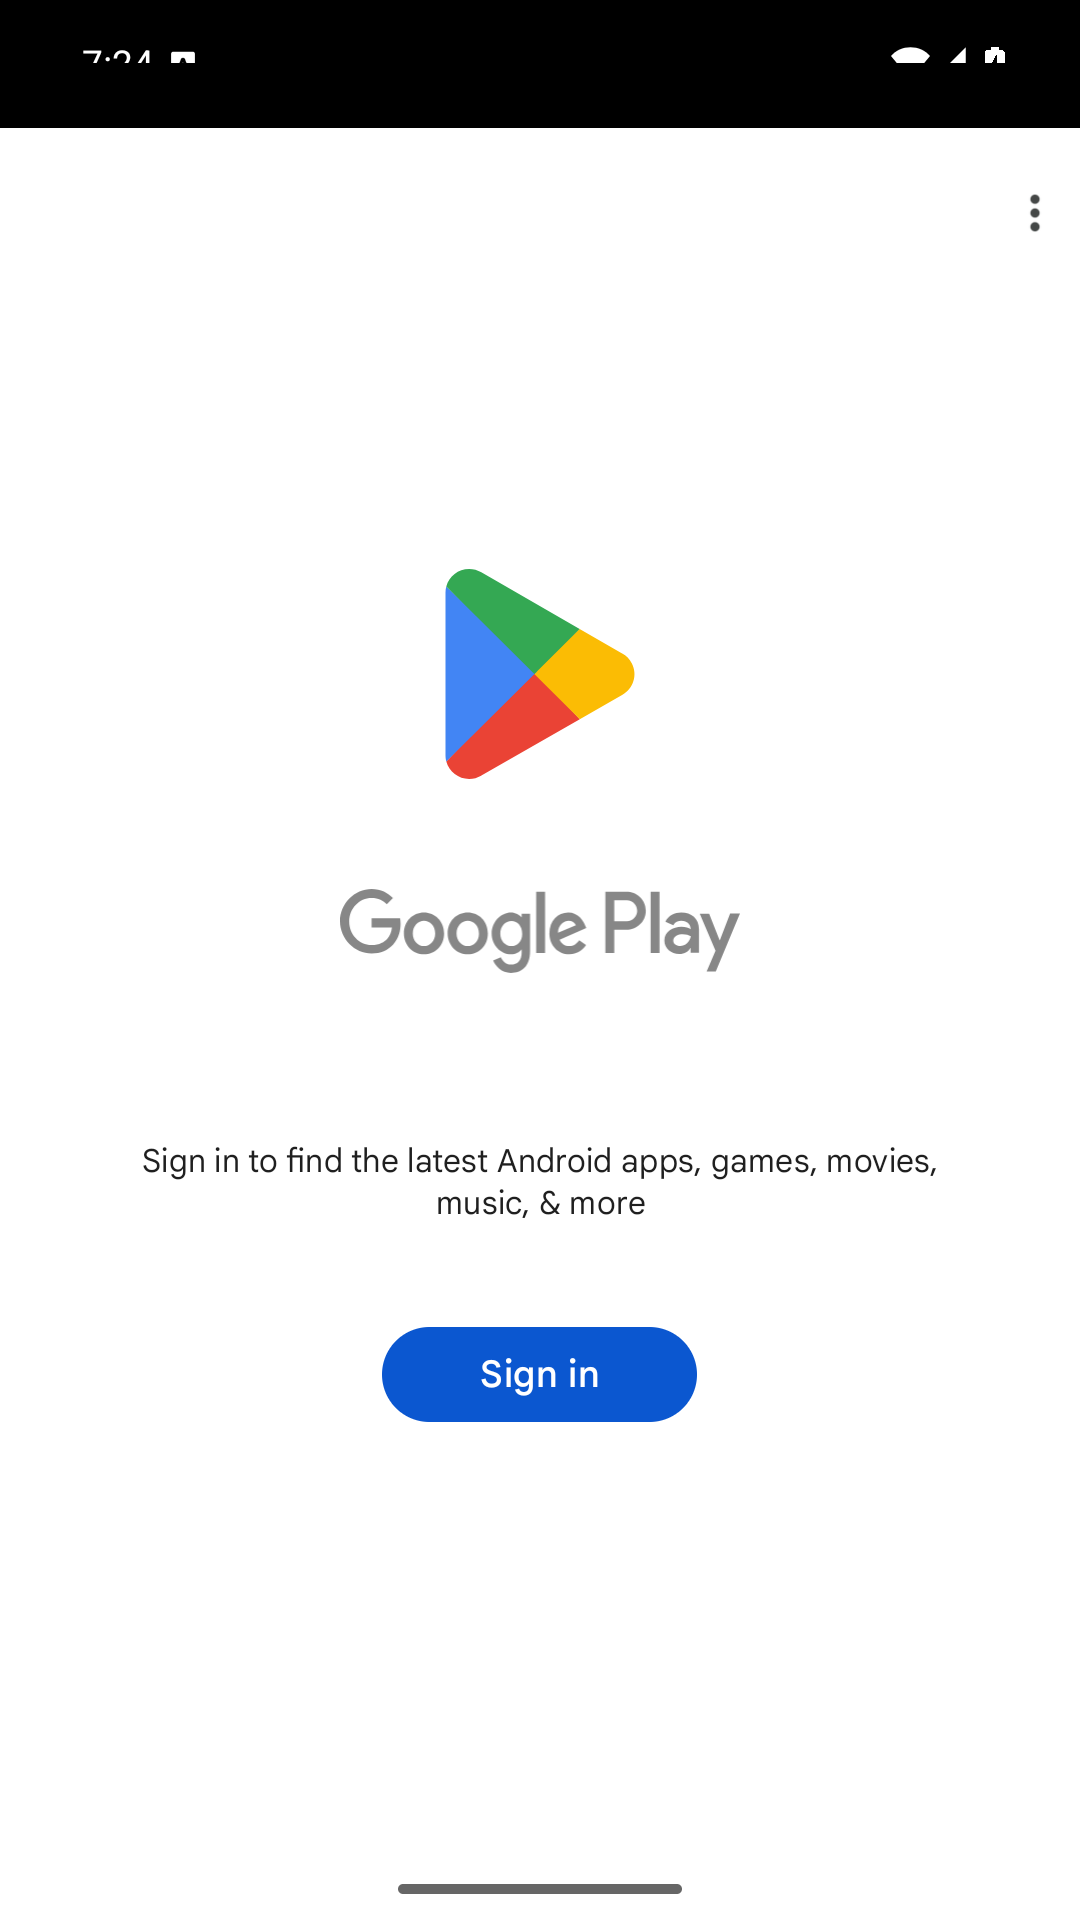 Google Play
Sign in to find the latest Android apps, games, movies,
music, & more
Sign in